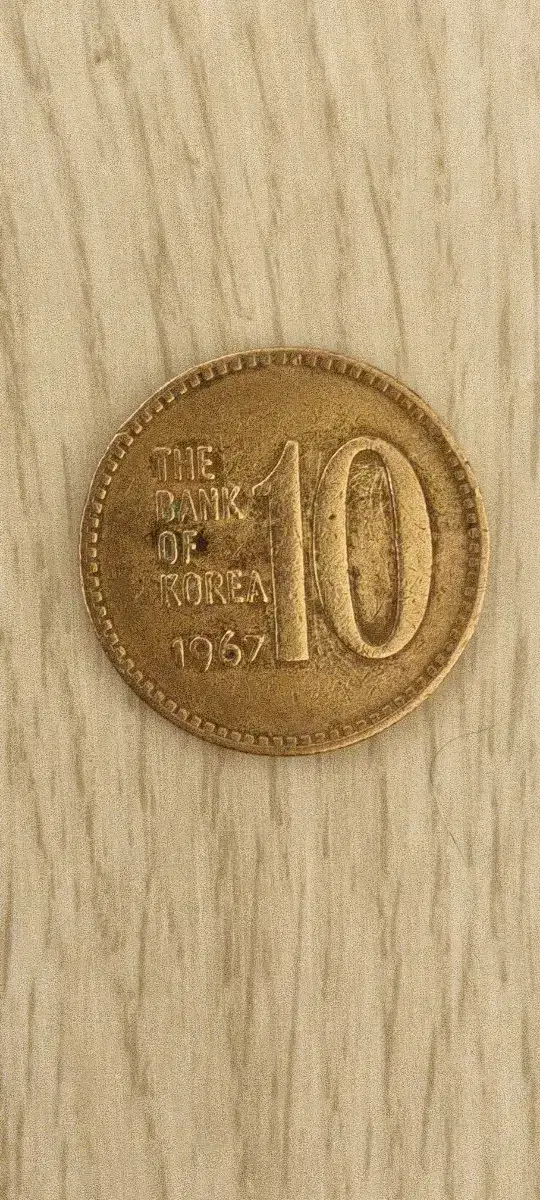 THE
BANK
OF
KOREA
1967
10